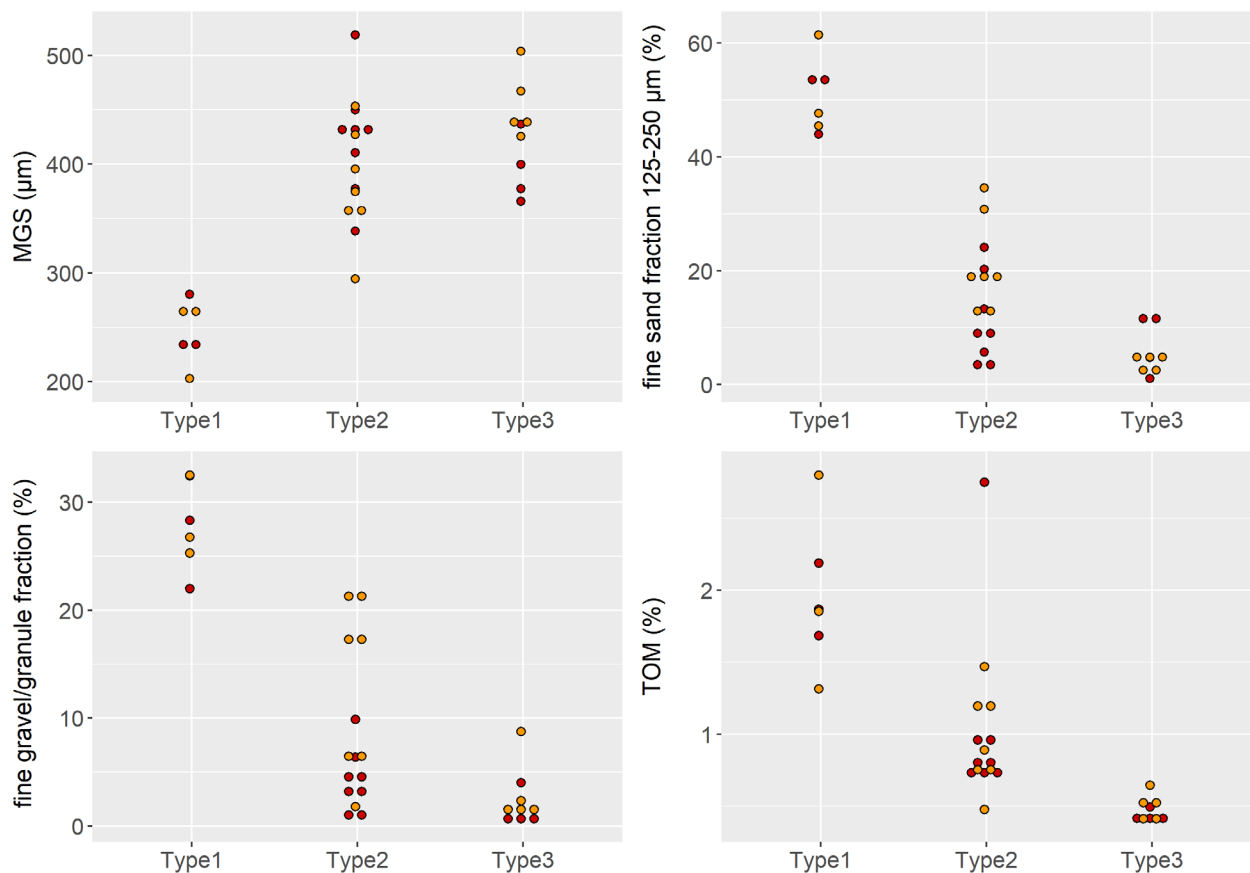 MGS (µm)
500
400
300
200
Type1 Type2 Type3
fine sand fraction 125-250 µm (%)
60
40
20
0
Type1 Type2 Type3
fine gravel/granule fraction (%)
30
20
10
0
Type1 Type2 Type3
TOM (%)
2
1
Type1 Type2 Type3